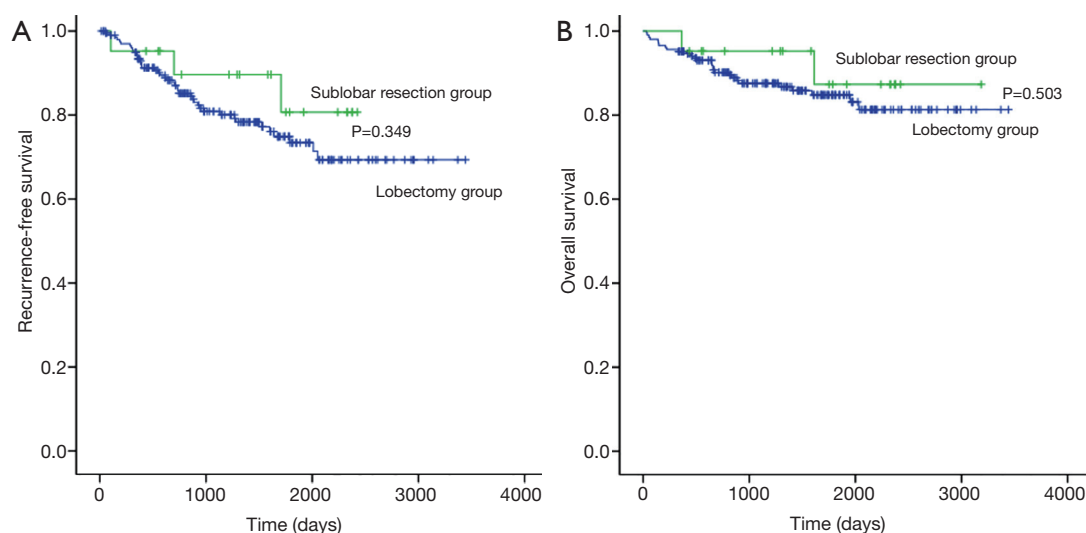 A
1.0
0.8
0.6
0.4
0.2
0.0
Recurrence-free survival
Sublobar resection group
P=0.349
Lobectomy group
0 1000 2000 3000 4000
Time (days)
B
1.0
0.8
0.6
0.4
0.2
0.0
Overall survival
Sublobar resection group
P=0.503
Lobectomy group
0 1000 2000 3000 4000
Time (days)